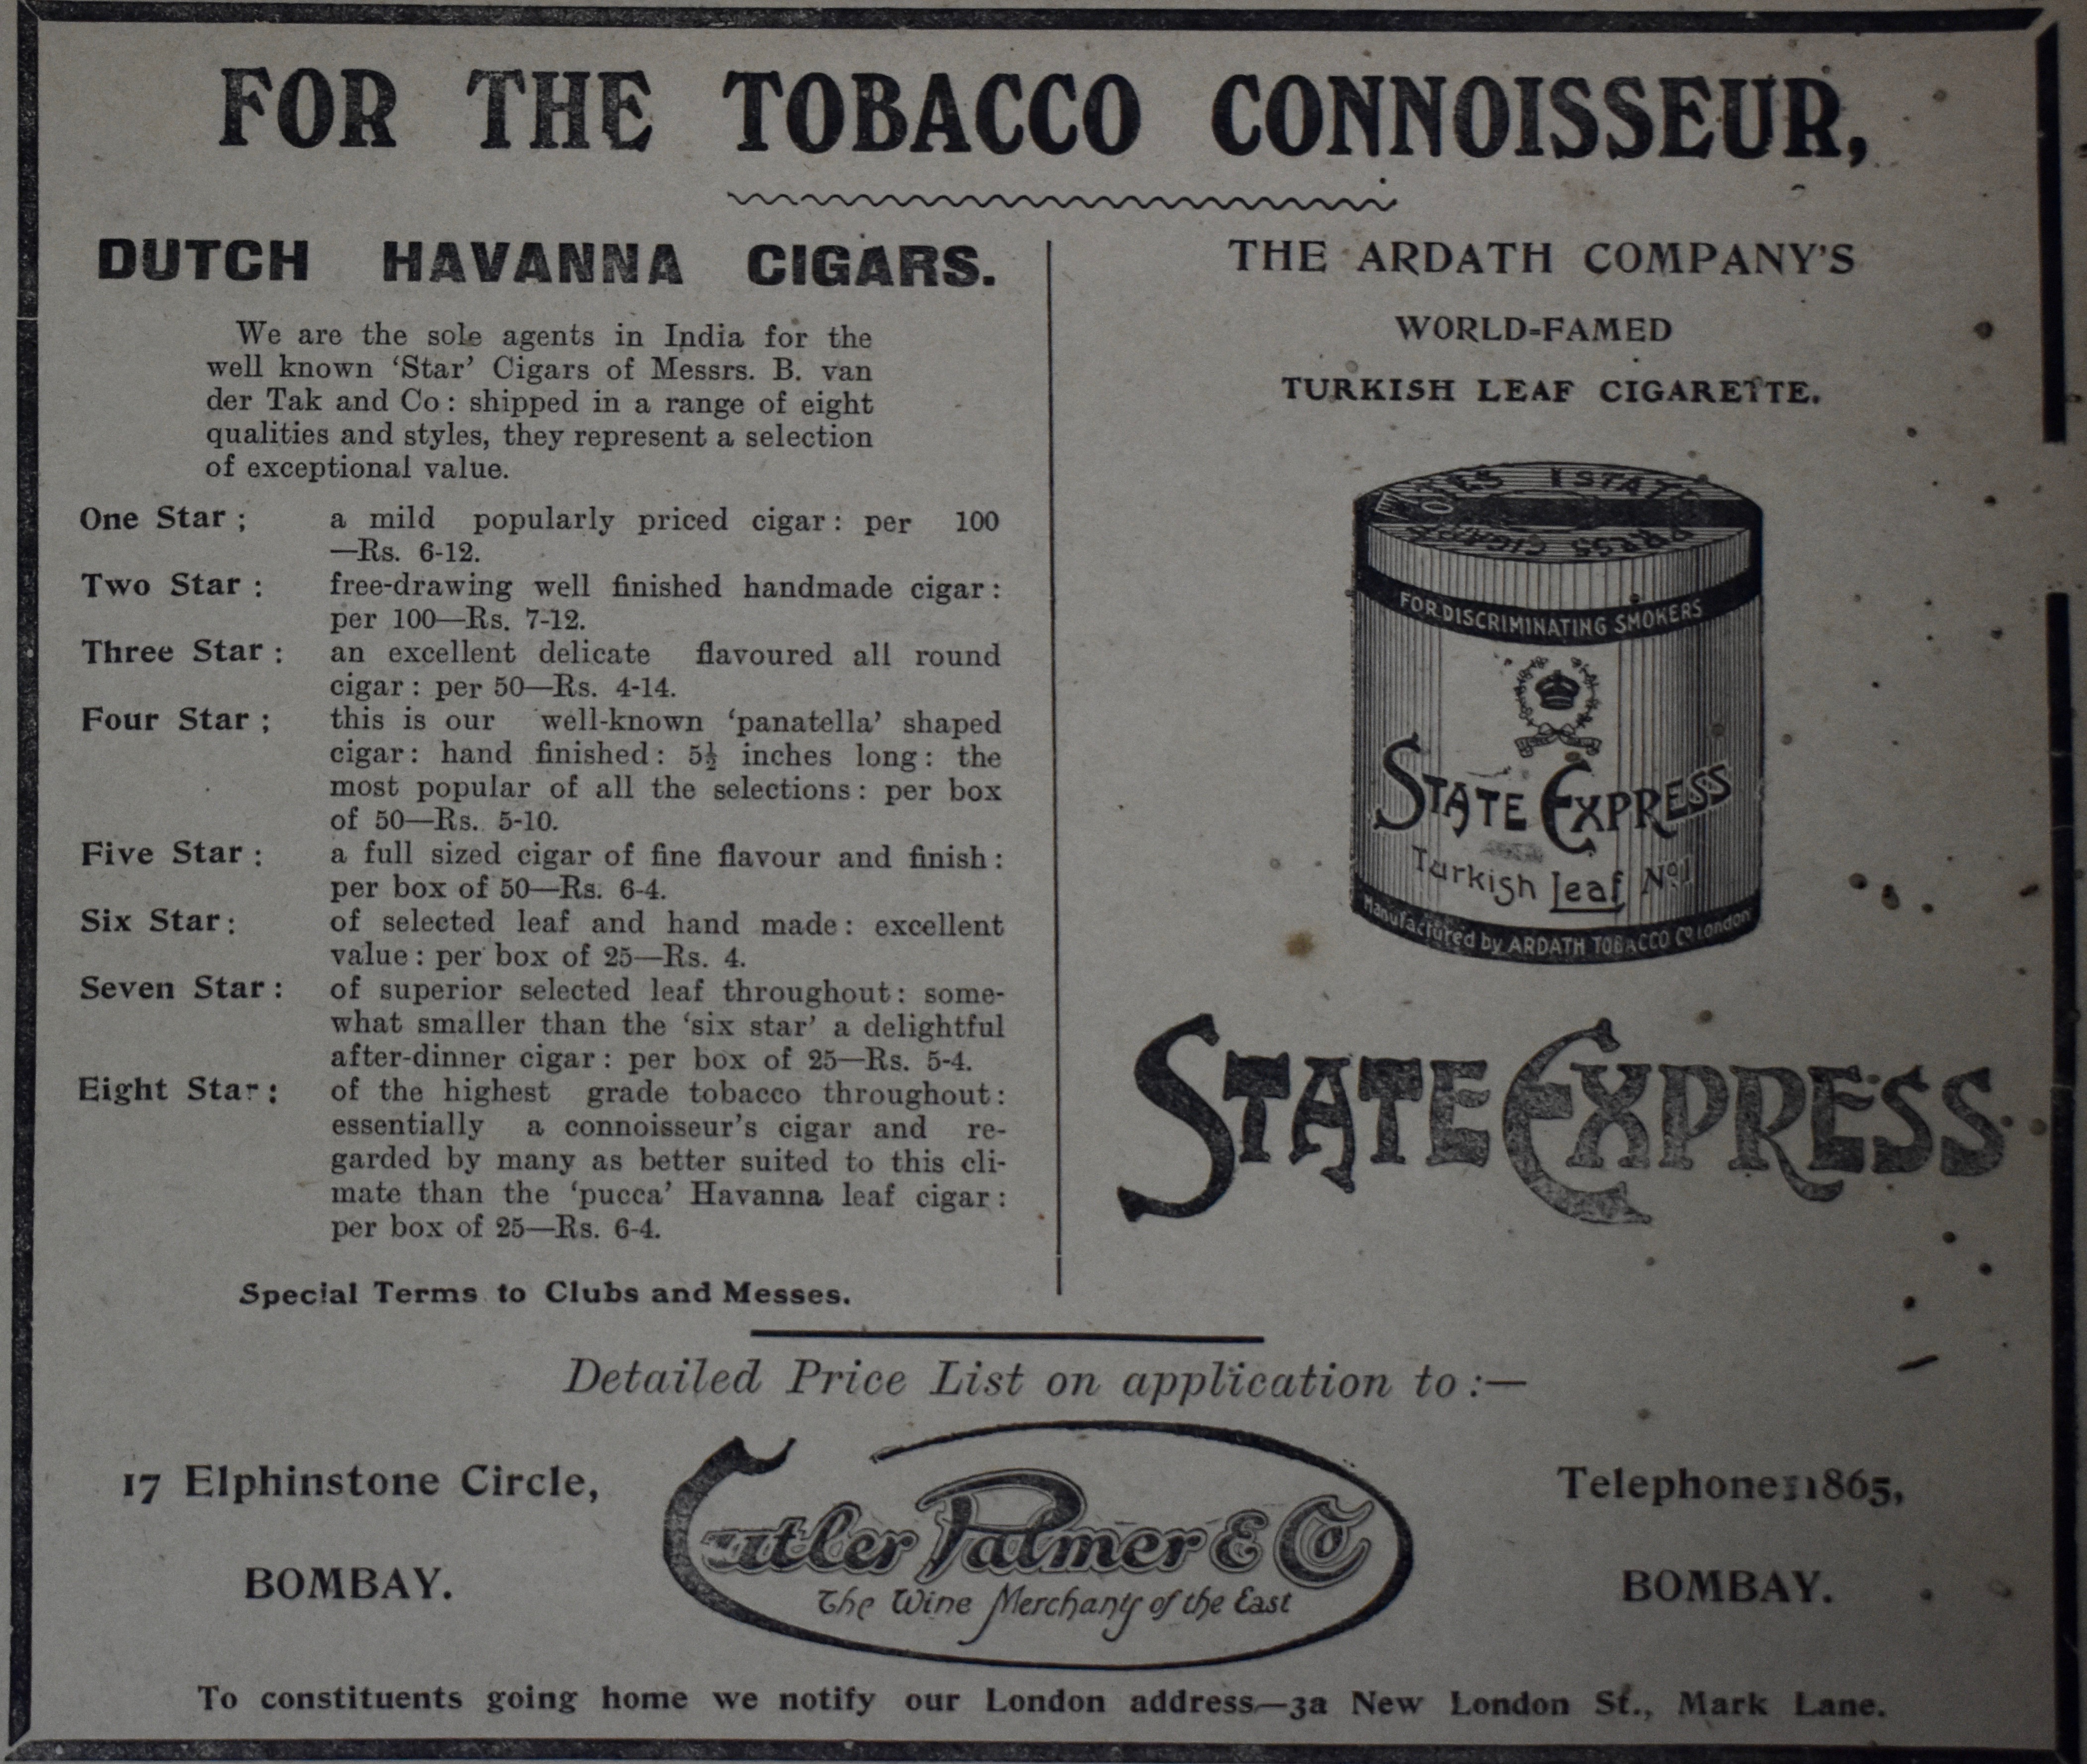 FOR THE TOBACCO CONNOISSEUR,
DUTCH HAVANNA CIGARS.
We are the sole agents in India for the
well known 'Star' Cigars of Messrs. B. van
der Tak and Co: shipped in a range of eight
qualities and styles, they represent a selection
of exceptional value.
One Star; a mild popularly priced cigar: per 100
—Rs. 6-12.
Two Star: free-drawing well finished handmade cigar:
per 100—Rs. 7-12.
Three Star: an excellent delicate flavoured all round
cigar: per 50—Rs. 4-14.
Four Star; this is our well-known 'panatella' shaped
cigar: hand finished: 5½ inches long: the
most popular of all the selections: per box
of 50—Rs. 5-10.
Five Star: a full sized cigar of fine flavour and finish:
per box of 50—Rs. 6-4.
Six Star: of selected leaf and hand made: excellent
value: per box of 25—Rs. 4.
Seven Star: of superior selected leaf throughout: some-
what smaller than the 'six star' a delightful
after-dinner cigar: per box of 25—Rs. 5-4.
Eight Star: of the highest grade tobacco throughout:
essentially a connoisseur's cigar and re-
garded by many as better suited to this cli-
mate than the 'pucca' Havanna leaf cigar:
per box of 25—Rs. 6-4.
Special Terms to Clubs and Messes.
THE ARDATH COMPANY'S
WORLD-FAMED
TURKISH LEAF CIGARETTE.
STATE
FOR DISCRIMINATING SMOKERS
STATE EXPRESS
Turkish Leaf No 1
Manufactured by ARDATH TOBACCO Co London
STATE EXPRESS
Detailed Price List on application to:—
17 Elphinstone Circle,
BOMBAY.
Cutler Palmer & Co
The Wine Merchants of the East
Telephone: 1865,
BOMBAY.
To constituents going home we notify our London address—3a New London St., Mark Lane.